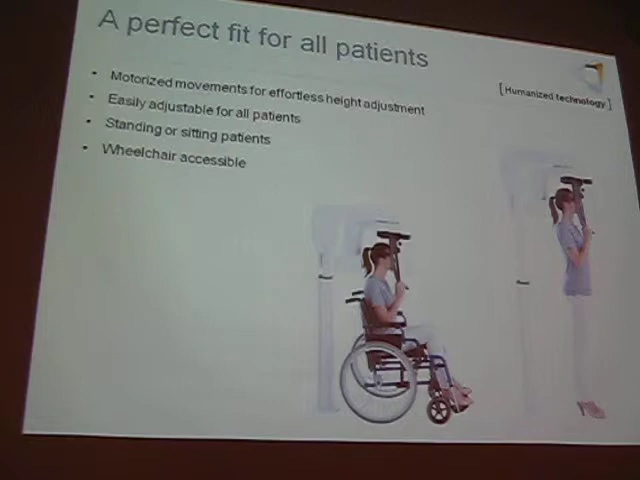 A perfect fit for all patients
[Humanized technology]
• Motorized movements for effortless height adjustment
• Easily adjustable for all patients
• Standing or sitting patients
• Wheelchair accessible